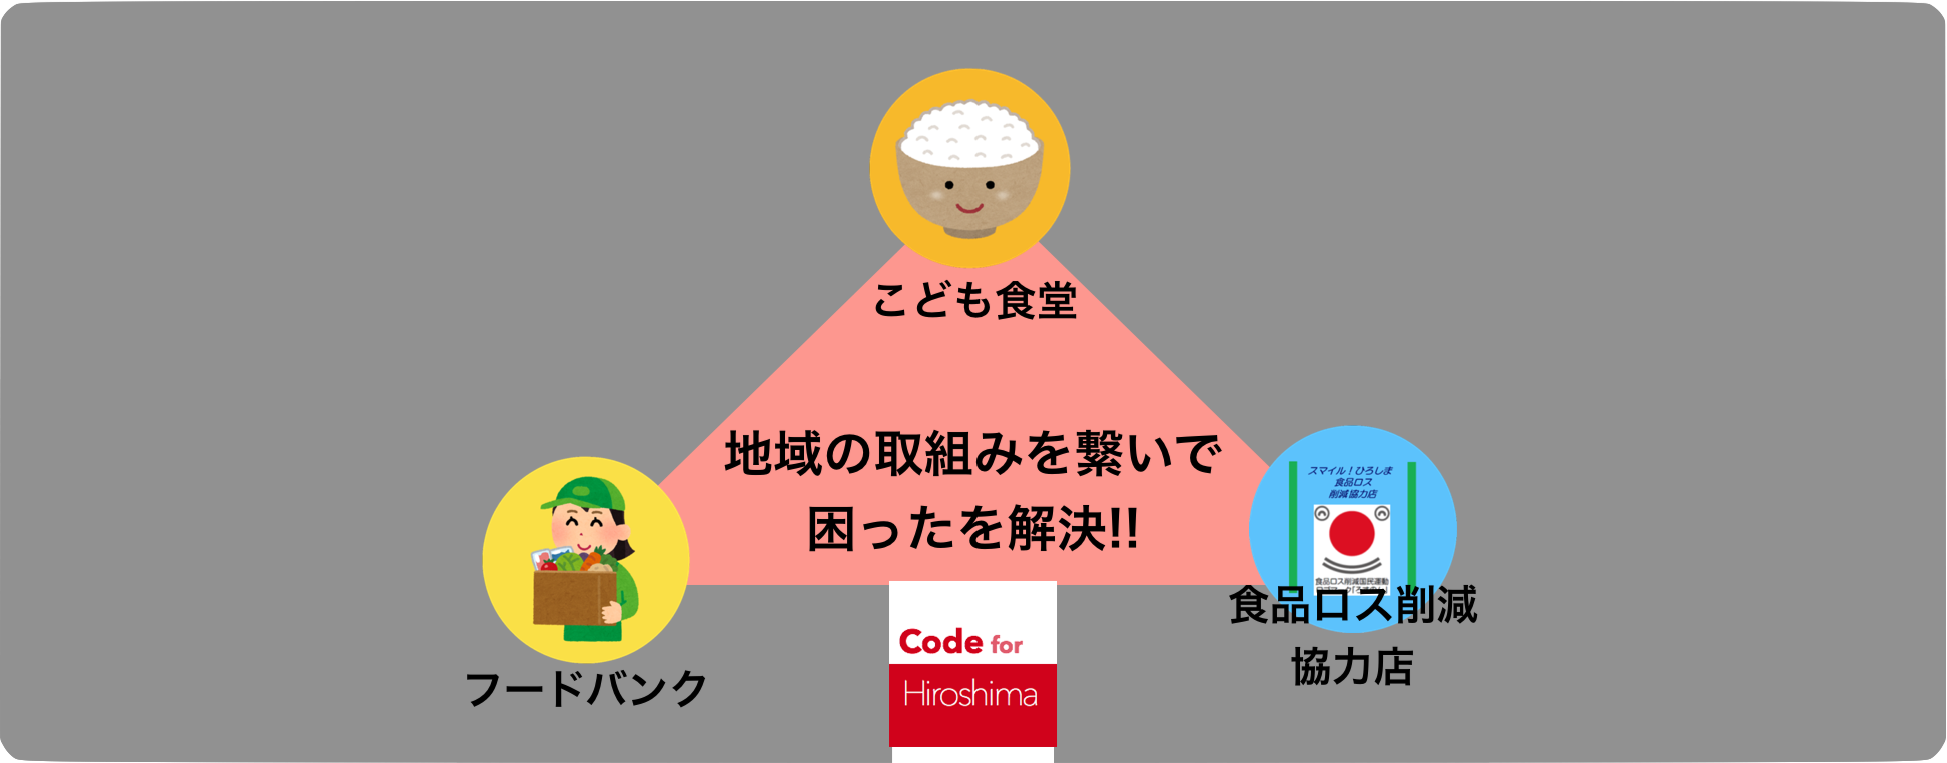 こども食堂
地域の取組みを繋いで
困ったを解決!!
スマイル！ひろしま
食品ロス
削減協力店
食品ロス削減国民運動
食品ロス削減
協力店
フードバンク
Code for
Hiroshima